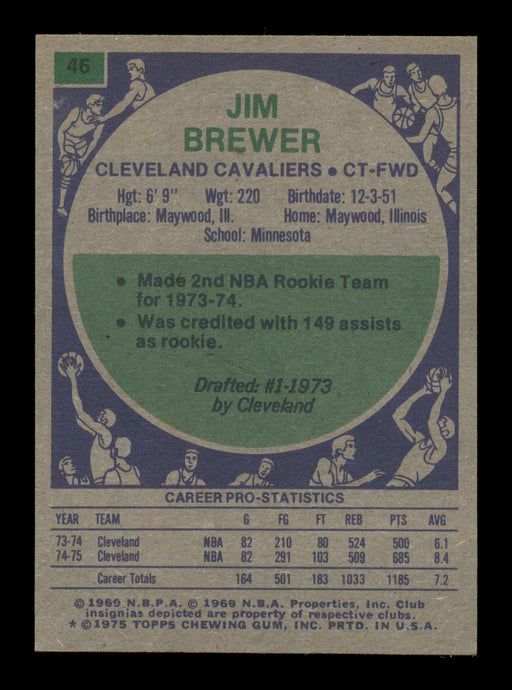 46
JIM
BREWER
CLEVELAND CAVALIERS ● CT-FWD
Hgt: 6' 9" Wgt: 220 Birthdate: 12-3-51
Birthplace: Maywood, Ill. Home: Maywood, Illinois
School: Minnesota
● Made 2nd NBA Rookie Team
for 1973-74.
● Was credited with 149 assists
as rookie.
Drafted: #1-1973
by Cleveland
CAREER PRO-STATISTICS
YEAR TEAM G FG FT REB PTS AVG
73-74 Cleveland NBA 82 210 80 524 500 6.1
74-75 Cleveland NBA 82 291 103 509 685 8.4
Career Totals 164 501 183 1033 1185 7.2
© 1969 N.B.P.A. © 1969 N.B.A. Properties, Inc. Club
insignias depicted are property of respective clubs.
* © 1975 TOPPS CHEWING GUM, INC. PRTD. IN U.S.A.